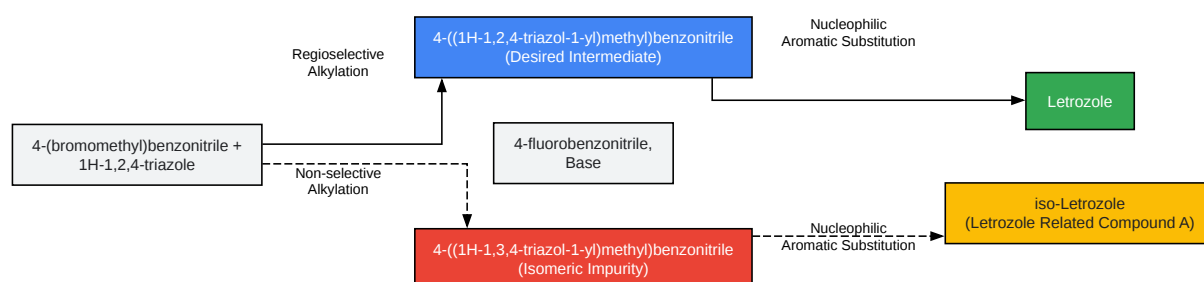 4-((1H-1,2,4-triazol-1-yl)methyl)benzonitrile
(Desired Intermediate)
Nucleophilic
Aromatic Substitution
Regioselective
Alkylation
Letrozole
4-(bromomethyl)benzonitrile +
1H-1,2,4-triazole
4-fluorobenzonitrile,
Base
Non-selective
Alkylation
iso-Letrozole
(Letrozole Related Compound A)
4-((1H-1,3,4-triazol-1-yl)methyl)benzonitrile
(Isomeric Impurity)
Nucleophilic
Aromatic Substitution